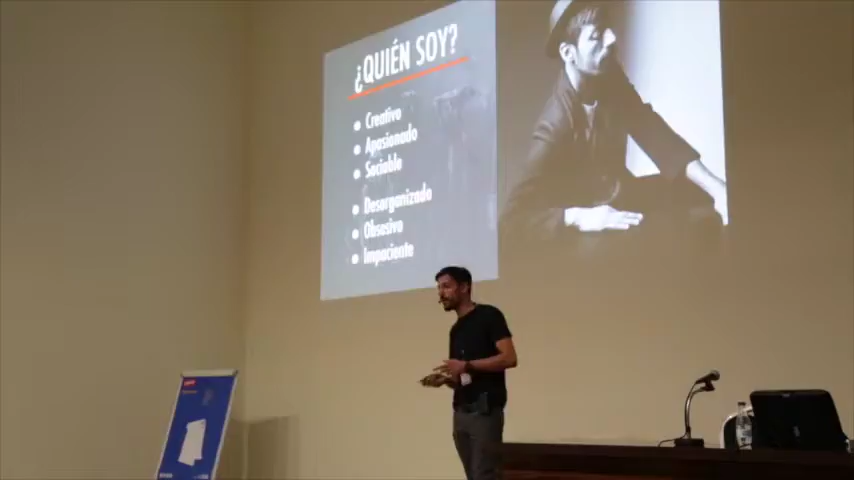 ¿QUIÉN SOY?
• Creativo
• Apasionado
• Sociable
• Desorganizado
• Obsesivo
• Impaciente